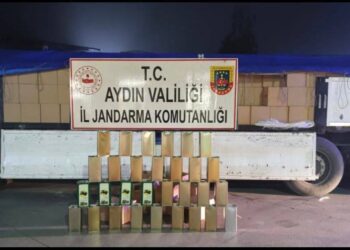 T.C.
AYDIN VALİLİĞİ
İL JANDARMA KOMUTANLIĞI